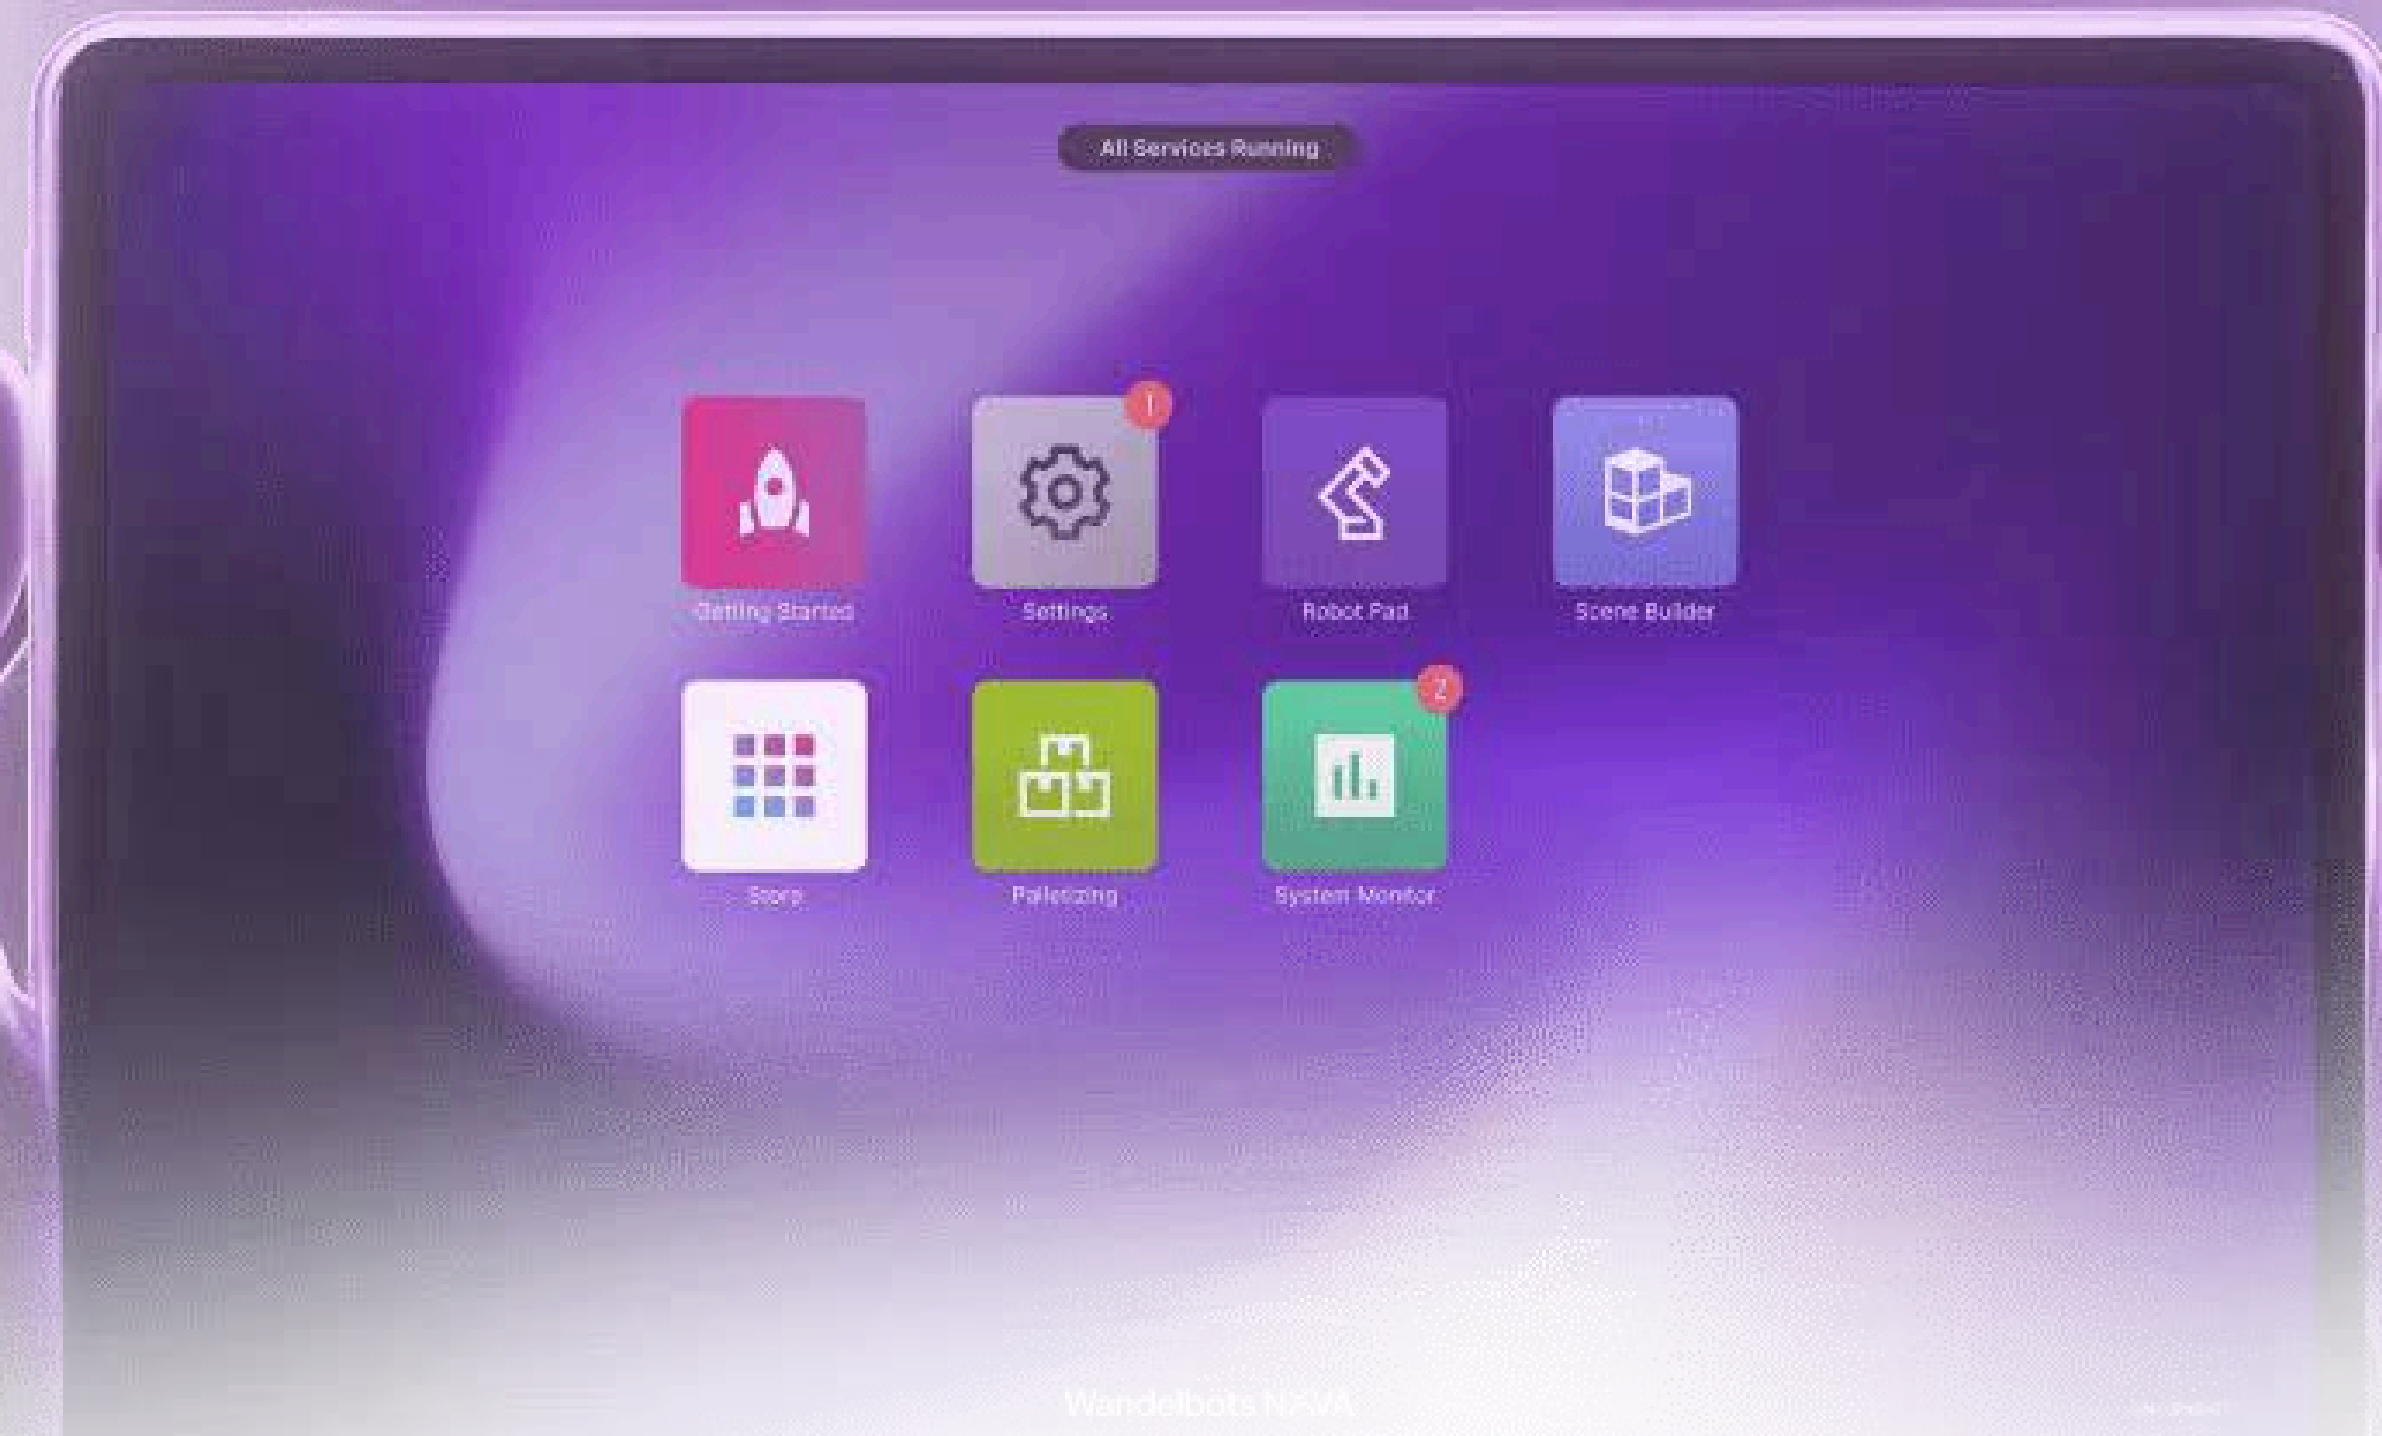 All Services Running
1
Getting Started
Settings
Robot Pad
Scene Builder
2
Store
Palletizing
System Monitor
Wandelbots NOVA